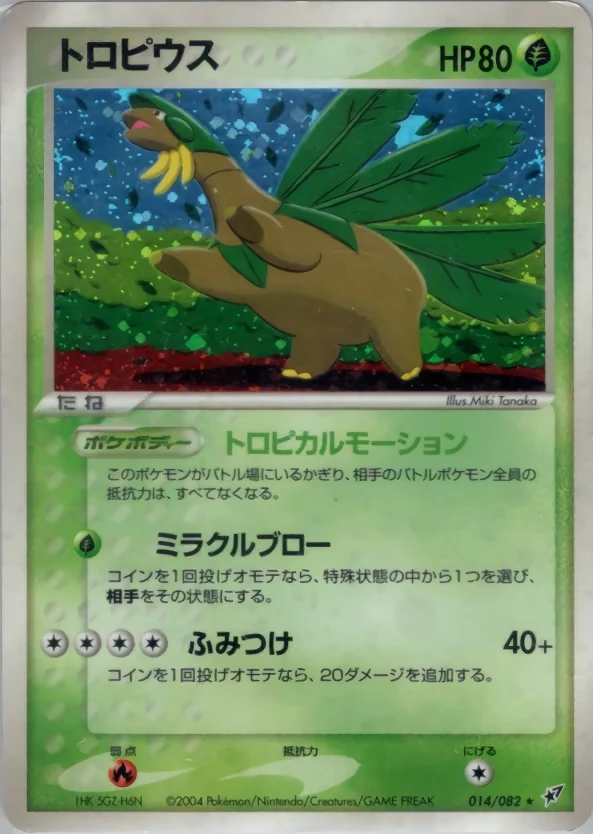 トロピウス HP80
たね Illus.Miki Tanaka
ポケボディー トロピカルモーション
このポケモンがバトル場にいるかぎり、相手のバトルポケモン全員の
抵抗力は、すべてなくなる。
ミラクルブロー
コインを1回投げオモテなら、特殊状態の中から1つを選び、
相手をその状態にする。
ふみつけ 40+
コインを1回投げオモテなら、20ダメージを追加する。
弱点 抵抗力 にげる
1HK 5GZ-H6N ©2004 Pokémon/Nintendo/Creatures/GAME FREAK 014/082 ★